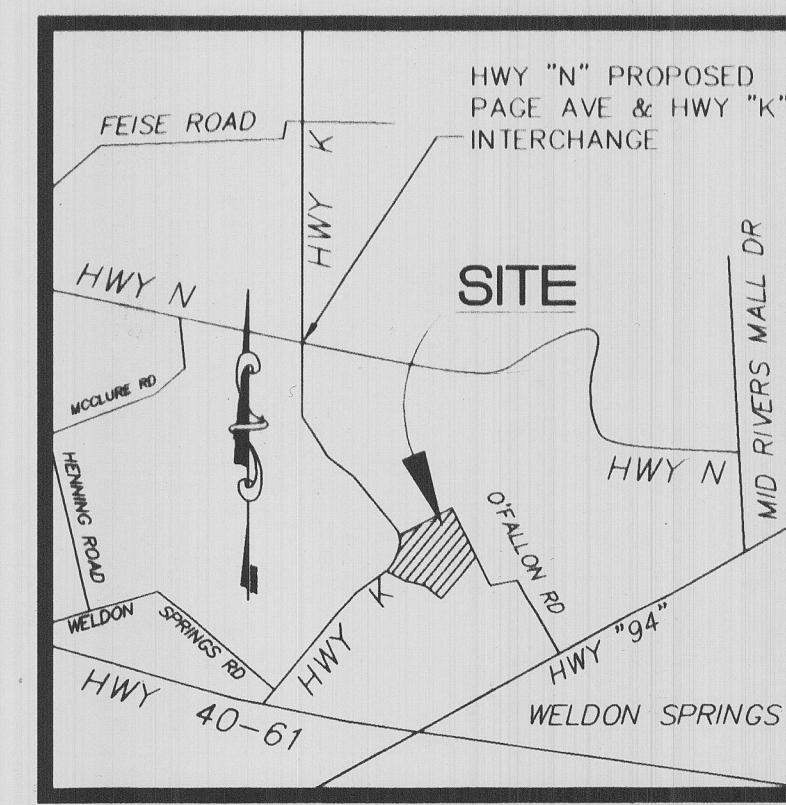 HWY "N" PROPOSED
PAGE AVE & HWY "K"
INTERCHANGE
FEISE ROAD
HWY K
HWY N
SITE
MID RIVERS MALL DR
MCCLURE RD
HWY N
HENNING ROAD
O'FALLON RD
WELDON SPRINGS RD
HWY K
HWY "94"
HWY 40-61
WELDON SPRINGS